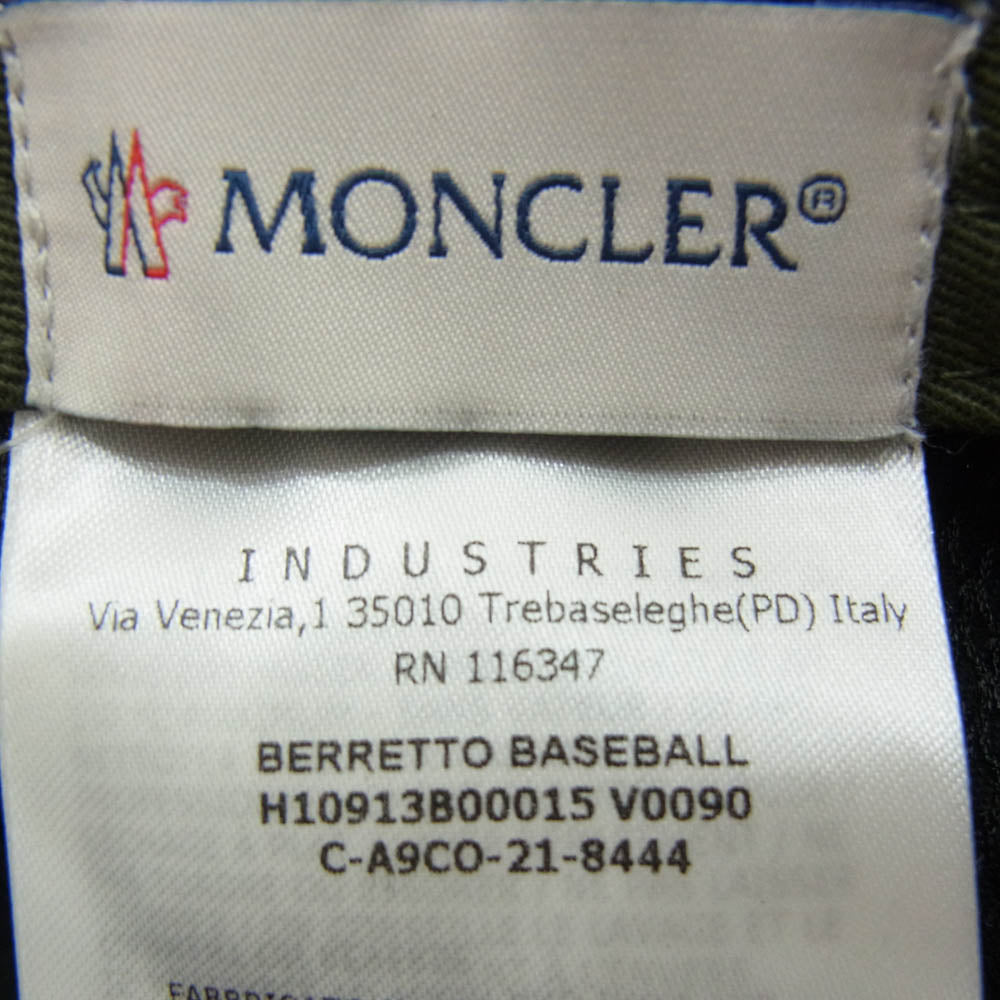 MONCLER®
INDUSTRIES
Via Venezia,1 35010 Trebaseleghe(PD) Italy
RN 116347
BERRETTO BASEBALL
H10913B00015 V0090
C-A9CO-21-8444